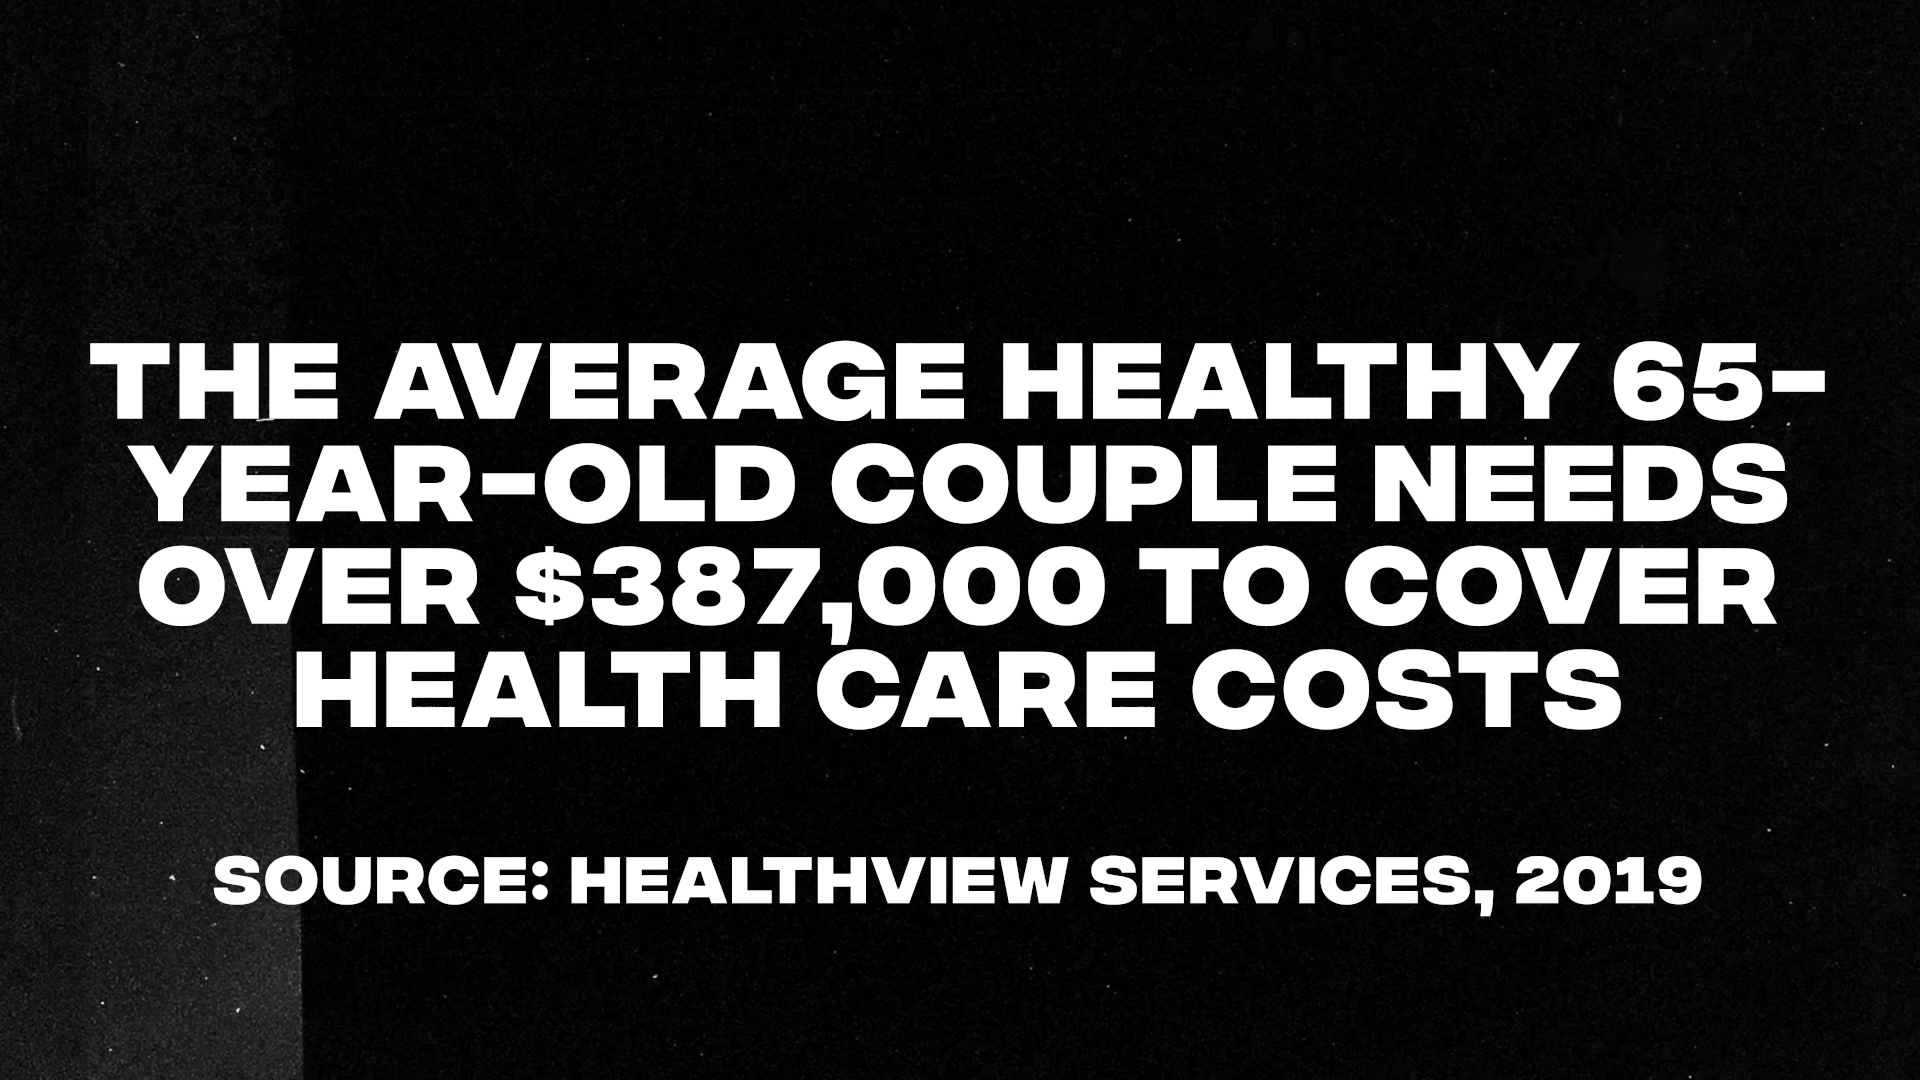 THE AVERAGE HEALTHY 65-
YEAR-OLD COUPLE NEEDS
OVER $387,000 TO COVER
HEALTH CARE COSTS
SOURCE: HEALTHVIEW SERVICES, 2019